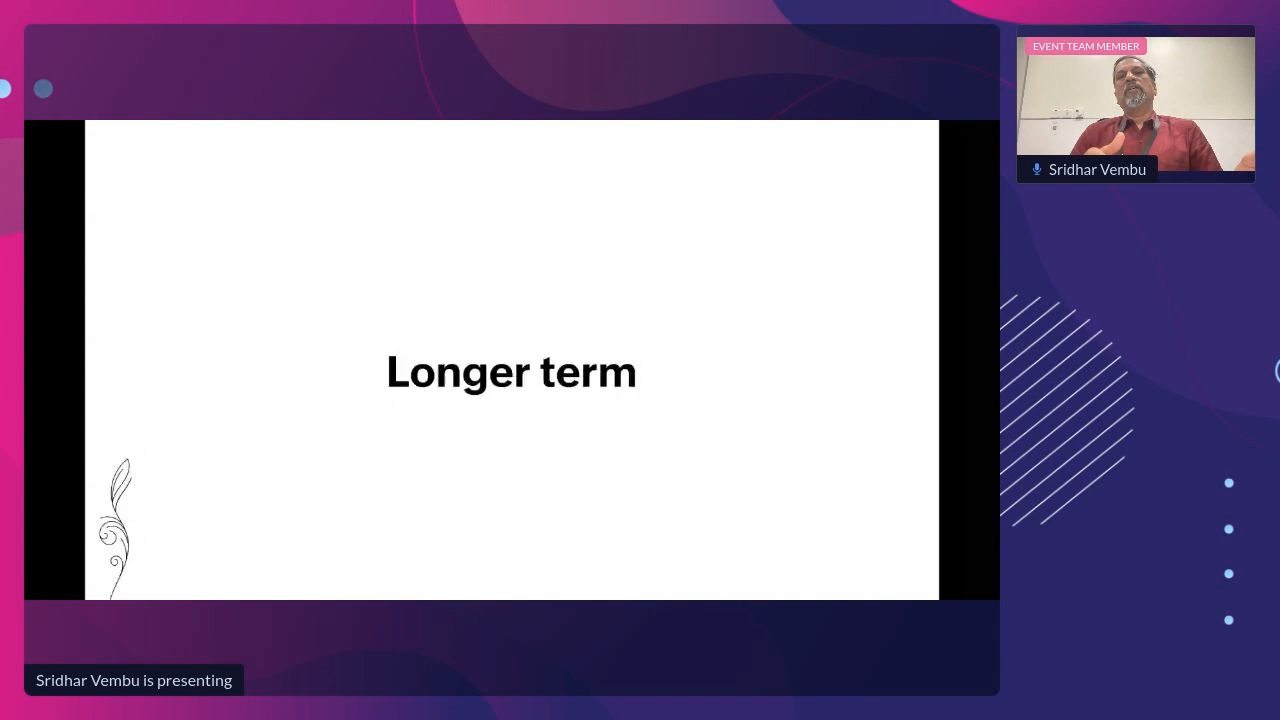 EVENT TEAM MEMBER
Sridhar Vembu
Longer term
Sridhar Vembu is presenting